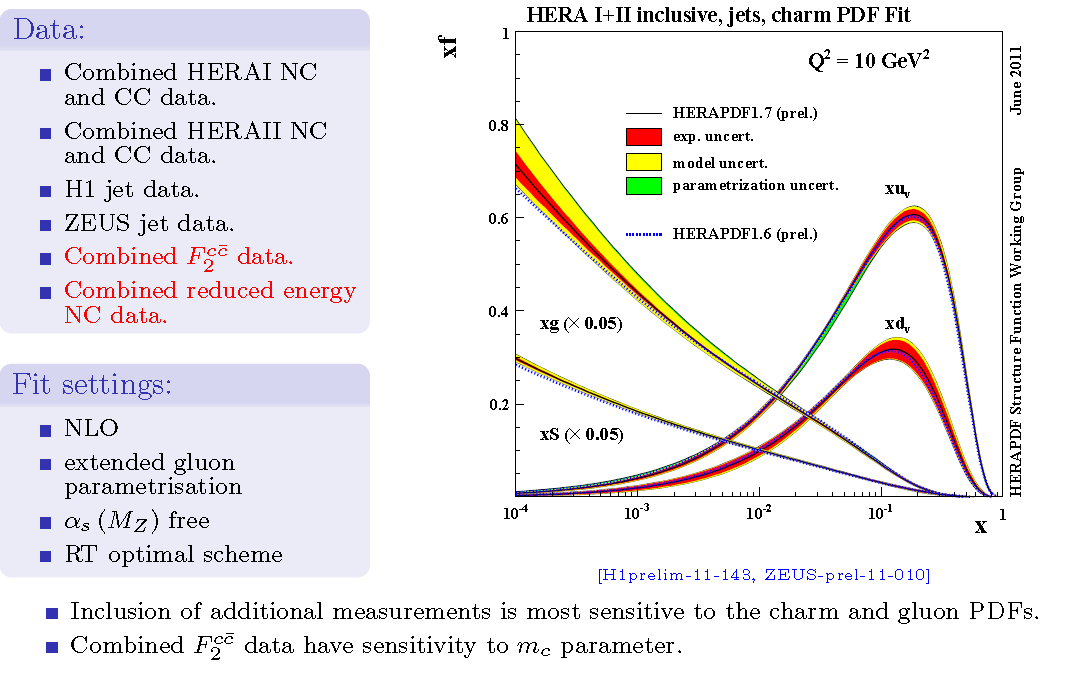 Data:
Combined HERAI NC
and CC data.
Combined HERAII NC
and CC data.
H1 jet data.
ZEUS jet data.
Combined F₂^{cc̄} data.
Combined reduced energy
NC data.
Fit settings:
NLO
extended gluon
parametrisation
αₛ (M_Z) free
RT optimal scheme
HERA I+II inclusive, jets, charm PDF Fit
xf
1
0.8
0.6
0.4
0.2
Q² = 10 GeV²
HERAPDF1.7 (prel.)
exp. uncert.
model uncert.
parametrization uncert.
HERAPDF1.6 (prel.)
xuᵥ
xdᵥ
xg (× 0.05)
xS (× 0.05)
10⁻⁴
10⁻³
10⁻²
10⁻¹
1
x
HERAPDF Structure Function Working Group
June 2011
[H1prelim-11-143, ZEUS-prel-11-010]
Inclusion of additional measurements is most sensitive to the charm and gluon PDFs.
Combined F₂^{cc̄} data have sensitivity to m_c parameter.